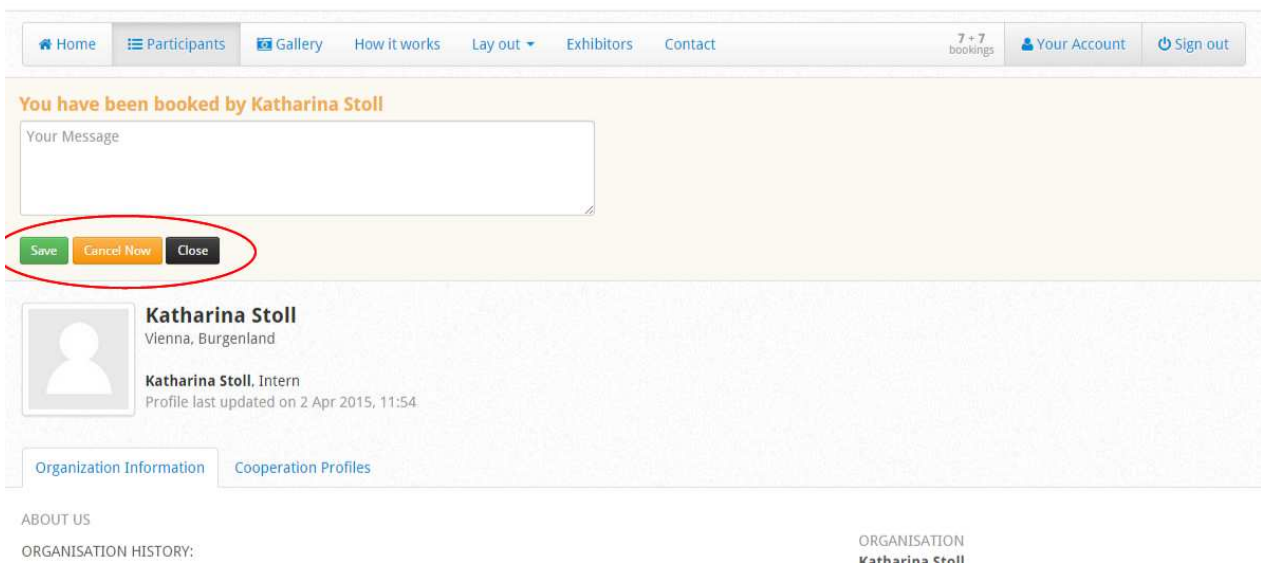 Home Participants Gallery How it works Lay out Exhibitors Contact 7 + 7 bookings Your Account Sign out
You have been booked by Katharina Stoll
Your Message
Save Cancel Now Close
Katharina Stoll
Vienna, Burgenland
Katharina Stoll, Intern
Profile last updated on 2 Apr 2015, 11:54
Organization Information Cooperation Profiles
ABOUT US
ORGANISATION HISTORY:
ORGANISATION
Katharina Stoll